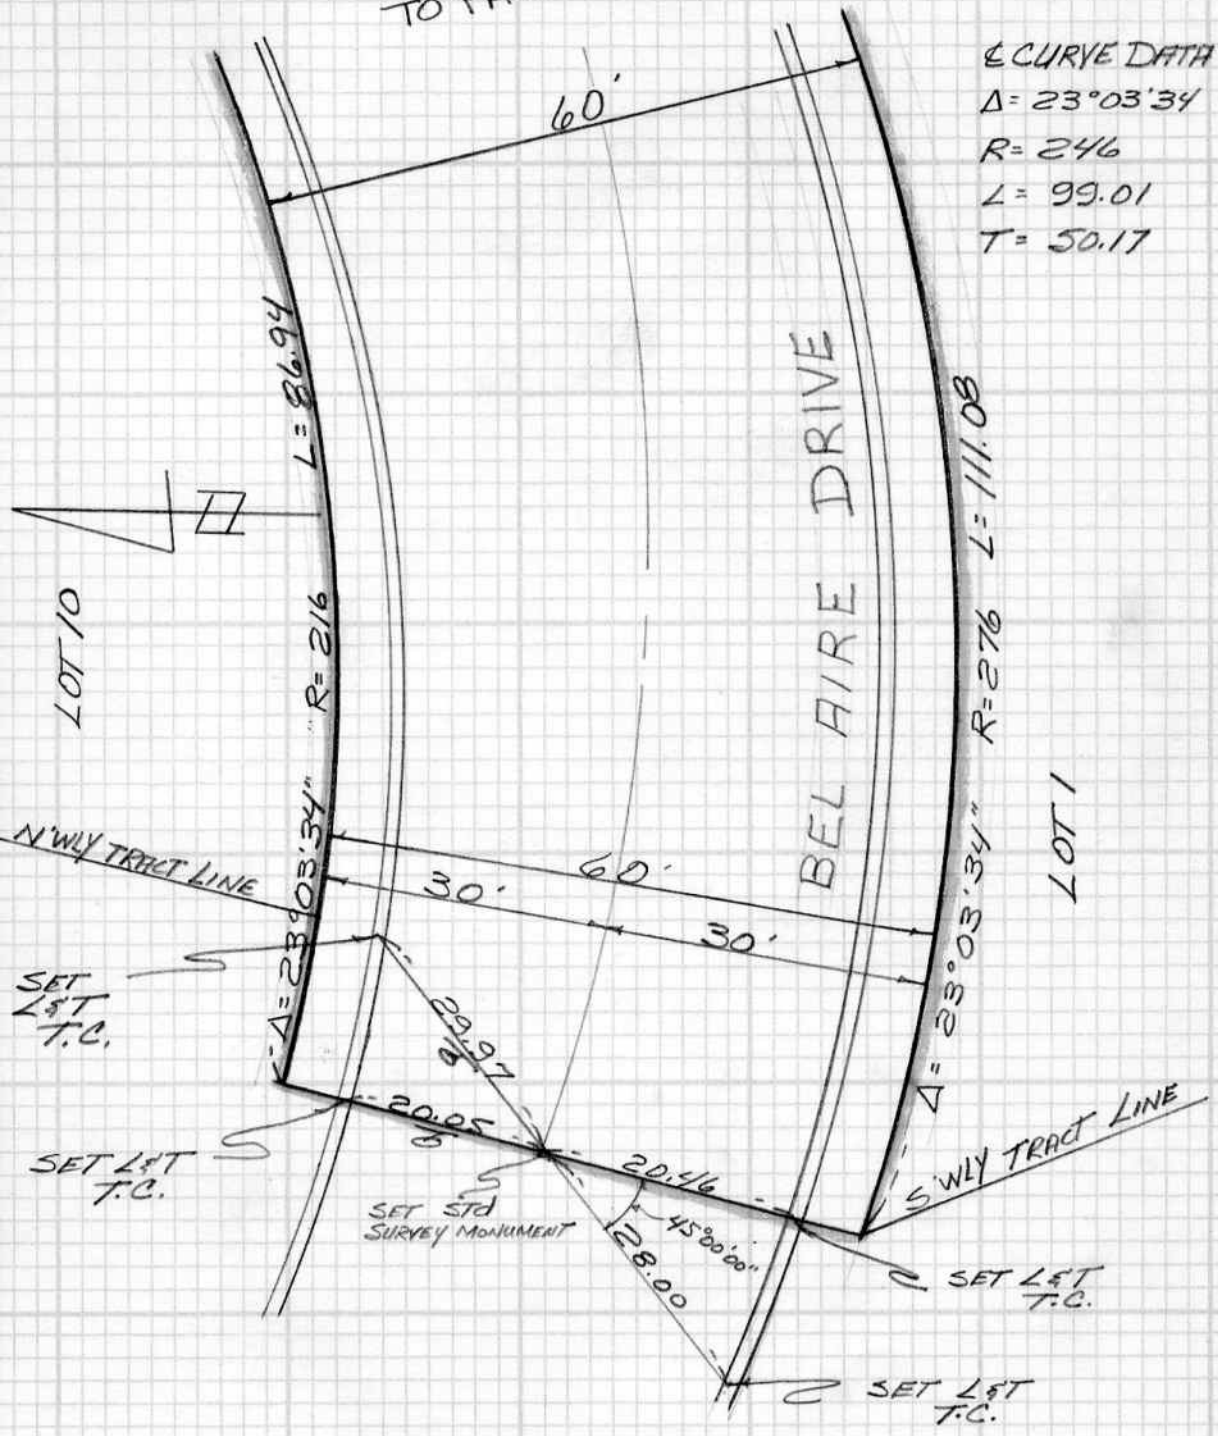 TO
60'
℄ CURVE DATA
Δ= 23°03'34
R= 246
L= 99.01
T= 50.17
L= 86.94
R= 216
Δ= 23°03'34"
N
LOT 10
BEL AIRE DRIVE
L= 111.08
R= 276
Δ= 23°03'34"
LOT 1
N'WLY TRACT LINE
60'
30'
30'
SET
L&T
T.C.
29.97
20.05
SET L&T
T.C.
SET STd
SURVEY MONUMENT
20.46
45°00'00"
28.00
S'WLY TRACT LINE
SET L&T
T.C.
SET L&T
T.C.